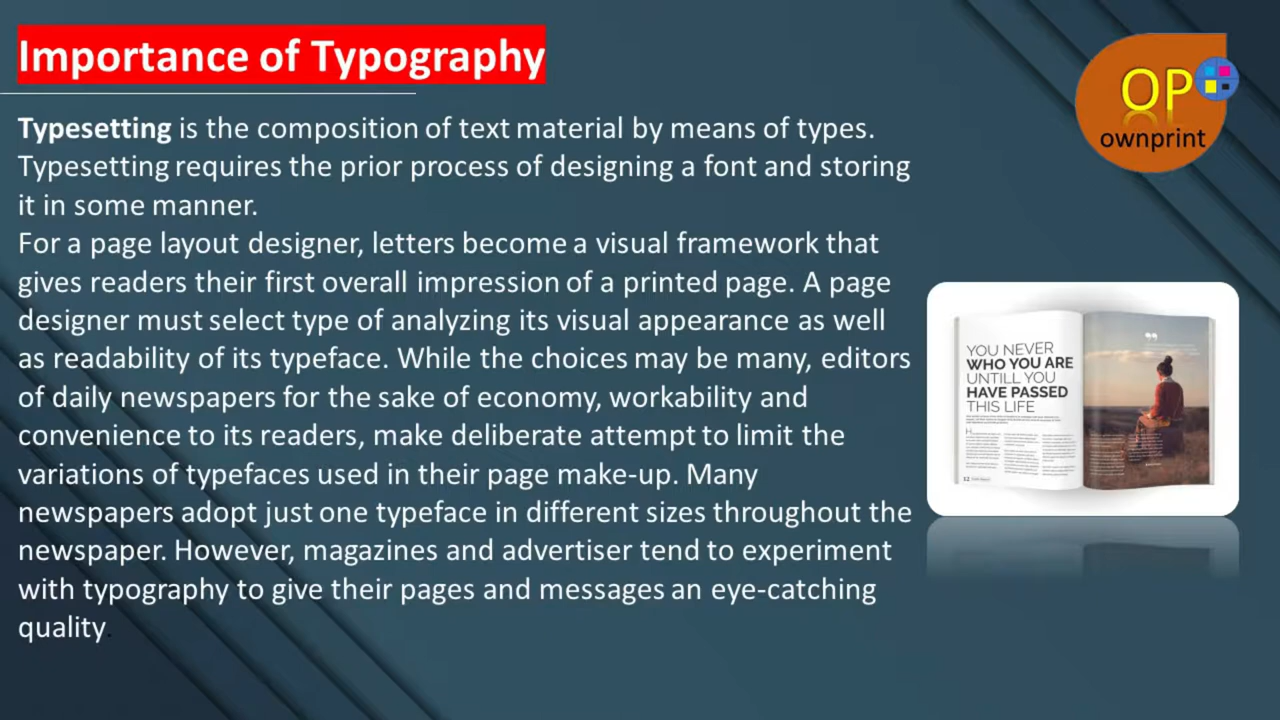 Importance of Typography
OP
ownprint
Typesetting is the composition of text material by means of types.
Typesetting requires the prior process of designing a font and storing
it in some manner.
For a page layout designer, letters become a visual framework that
gives readers their first overall impression of a printed page. A page
designer must select type of analyzing its visual appearance as well
as readability of its typeface. While the choices may be many, editors
of daily newspapers for the sake of economy, workability and
convenience to its readers, make deliberate attempt to limit the
variations of typefaces used in their page make-up. Many
newspapers adopt just one typeface in different sizes throughout the
newspaper. However, magazines and advertiser tend to experiment
with typography to give their pages and messages an eye-catching
quality.
YOU NEVER
WHO YOU ARE
UNTILL YOU
HAVE PASSED
THIS LIFE
12